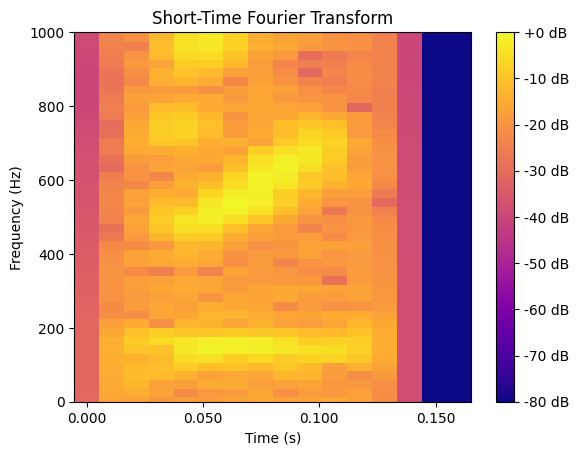 Short-Time Fourier Transform
1000
800
600
400
200
0
Frequency (Hz)
0.000
0.050
0.100
0.150
Time (s)
+0 dB
-10 dB
-20 dB
-30 dB
-40 dB
-50 dB
-60 dB
-70 dB
-80 dB